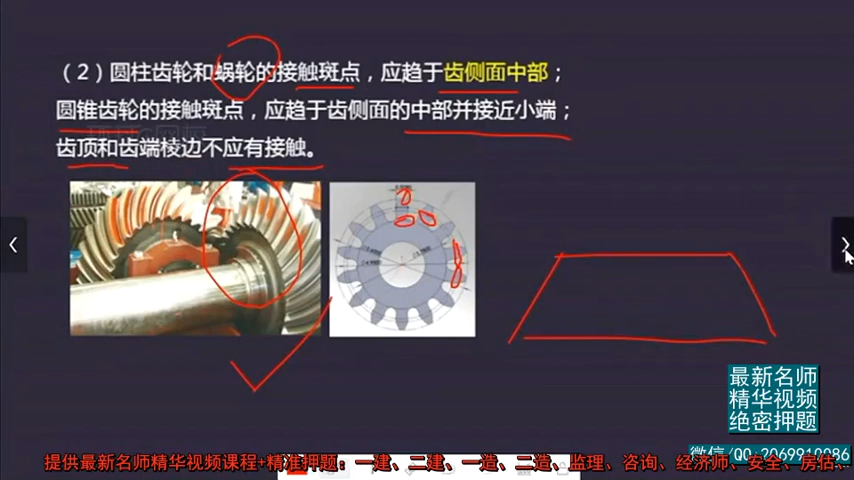 （2）圆柱齿轮和蜗轮的接触斑点，应趋于齿侧面中部；
圆锥齿轮的接触斑点，应趋于齿侧面的中部并接近小端；
齿顶和齿端棱边不应有接触。
最新名师
精华视频
绝密押题
微信/QQ:2069910986
提供最新名师精华视频课程+精准押题：一建、二建、一造、二造、监理、咨询、经济师、安全、房估、